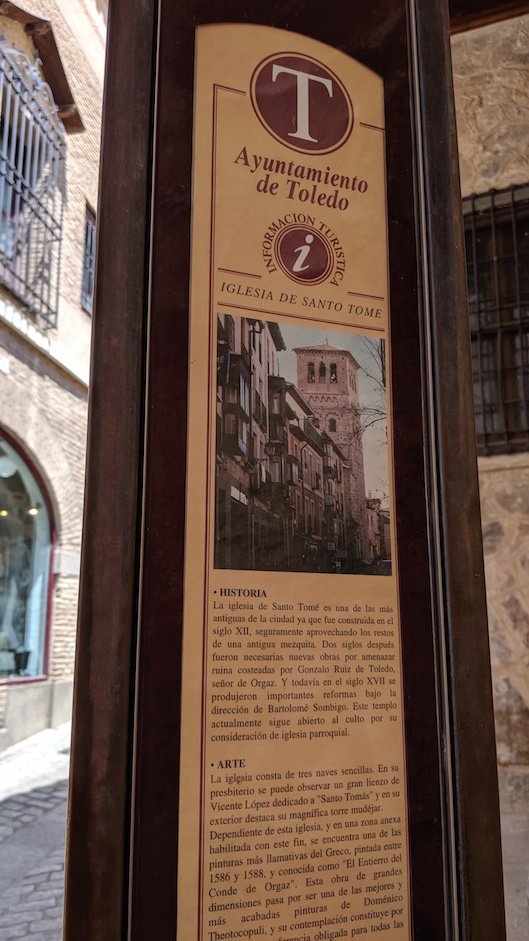 T
Ayuntamiento
de Toledo
INFORMACION TURISTICA
i
IGLESIA DE SANTO TOME
• HISTORIA
La iglesia de Santo Tomé es una de las más
antiguas de la ciudad ya que fue construida en el
siglo XII, seguramente aprovechando los restos
de una antigua mezquita. Dos siglos después
fueron necesarias nuevas obras por amenazar
ruina costeadas por Gonzalo Ruiz de Toledo,
señor de Orgaz. Y todavía en el siglo XVII se
produjeron importantes reformas bajo la
dirección de Bartolomé Sombigo. Este templo
actualmente sigue abierto al culto por su
consideración de iglesia parroquial.
• ARTE
La iglesia consta de tres naves sencillas. En su
presbiterio se puede observar un gran lienzo de
Vicente López dedicado a "Santo Tomás" y en su
exterior destaca su magnífica torre mudéjar.
Dependiente de esta iglesia, y en una zona anexa
habilitada con este fin, se encuentra una de las
pinturas más llamativas del Greco, pintada entre
1586 y 1588, y conocida como "El Entierro del
Conde de Orgaz". Esta obra de grandes
dimensiones pasa por ser una de las mejores y
más acabadas pinturas de Doménico
Theotocopuli, y su contemplación constituye por
obligada para todas las